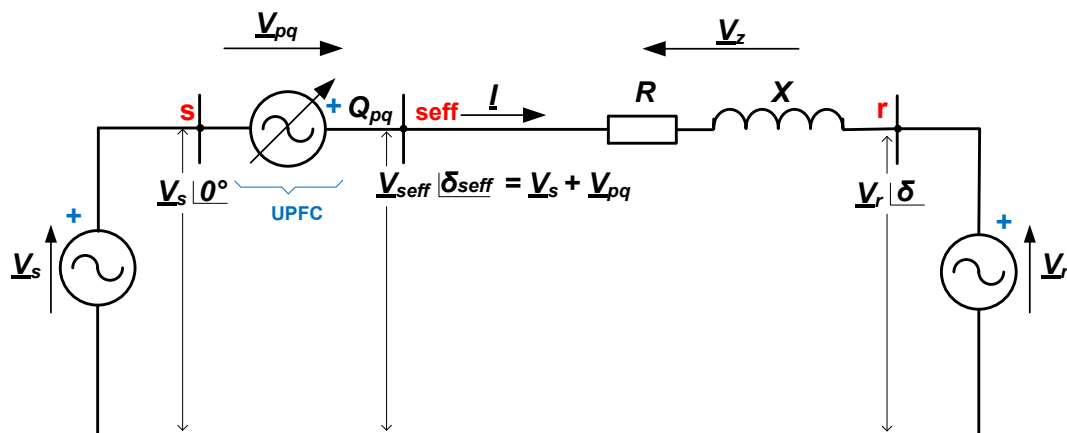 V_pq
V_z
s
+ Q_pq
seff
I
R
X
r
V_s |0°
V_seff |δ_seff = V_s + V_pq
V_r |δ
UPFC
+
+
V_s
V_r